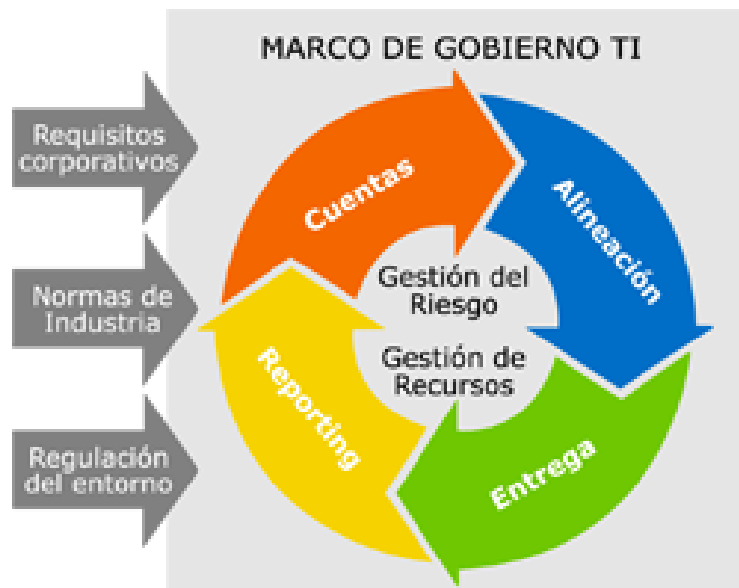 MARCO DE GOBIERNO TI
Requisitos
corporativos
Normas de
Industria
Regulación
del entorno
Cuentas
Alineación
Entrega
Reporting
Gestión del
Riesgo
Gestión de
Recursos